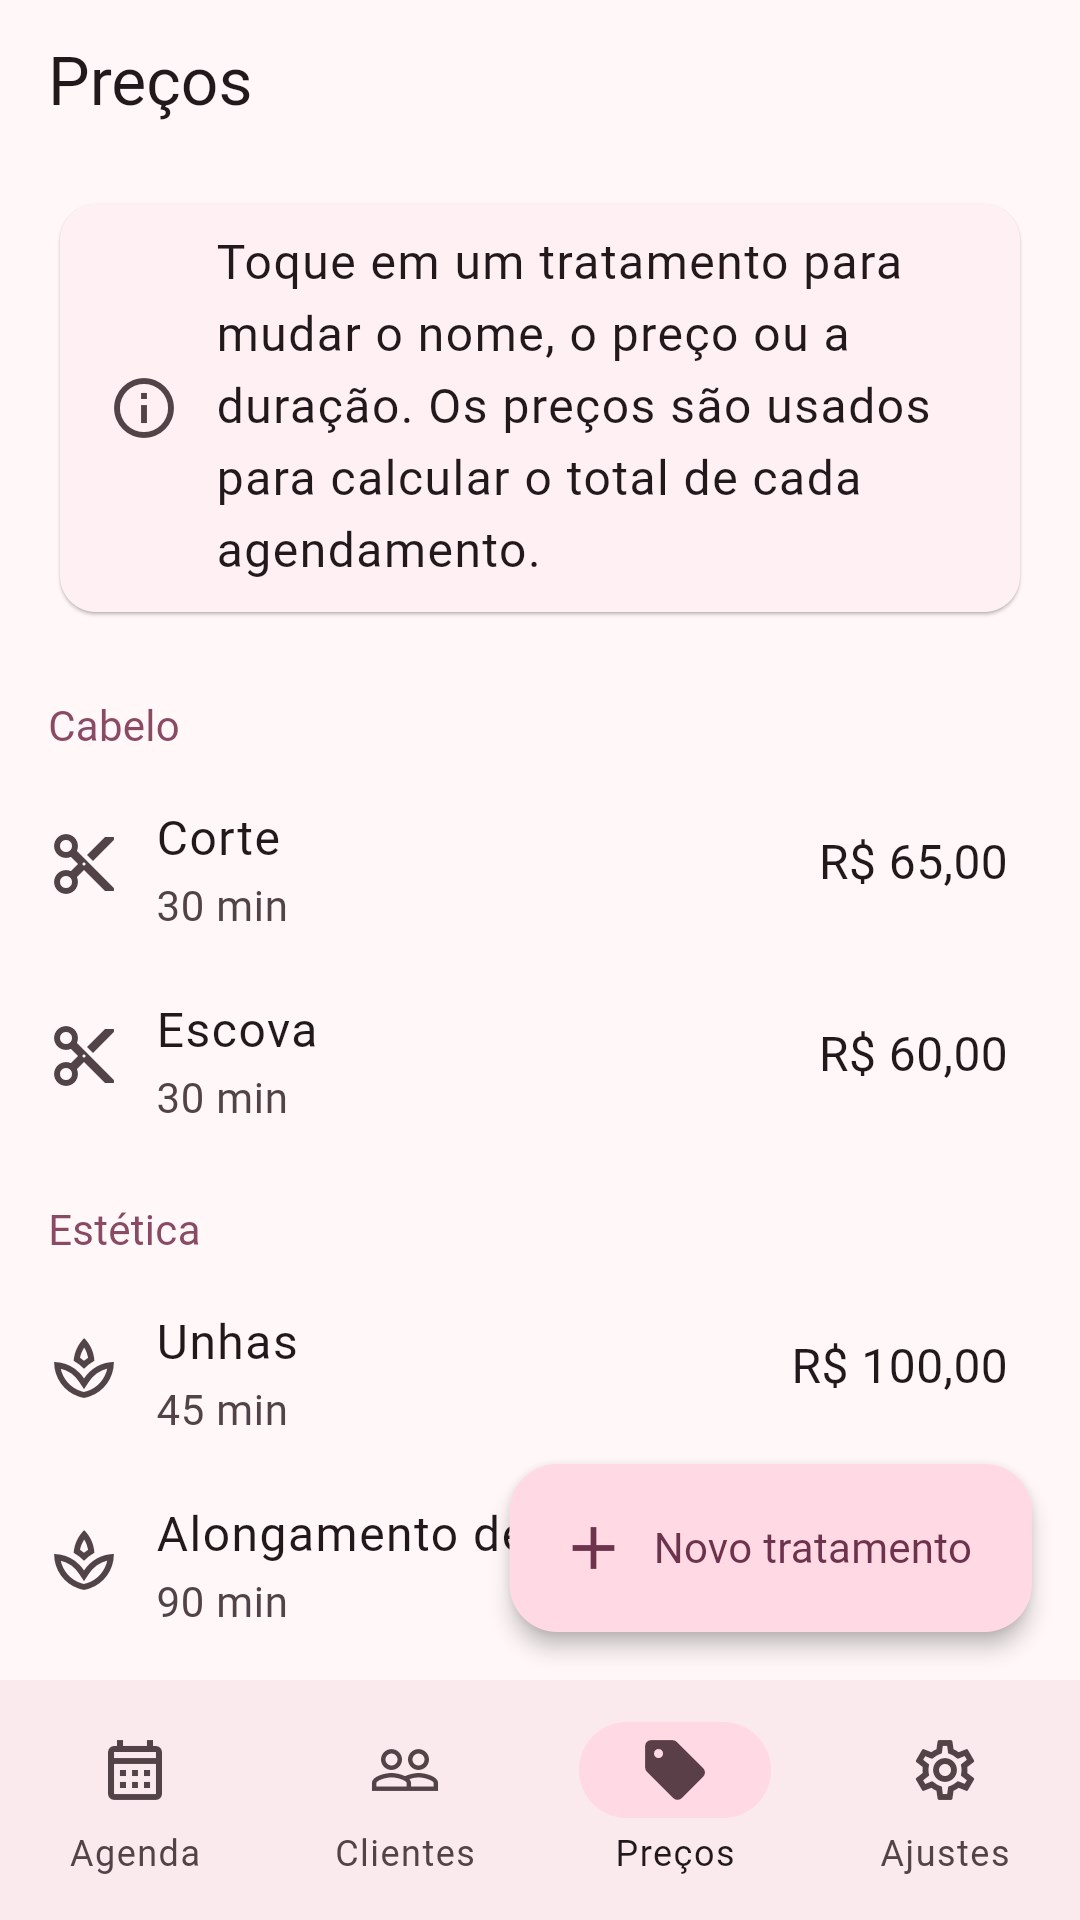 Preços
Toque em um tratamento para
mudar o nome, o preço ou a
duração. Os preços são usados
para calcular o total de cada
agendamento.
Cabelo
Corte
30 min
R$ 65,00
Escova
30 min
R$ 60,00
Estética
Unhas
45 min
R$ 100,00
Alongamento
90 min
Novo tratamento
Agenda
Clientes
Preços
Ajustes